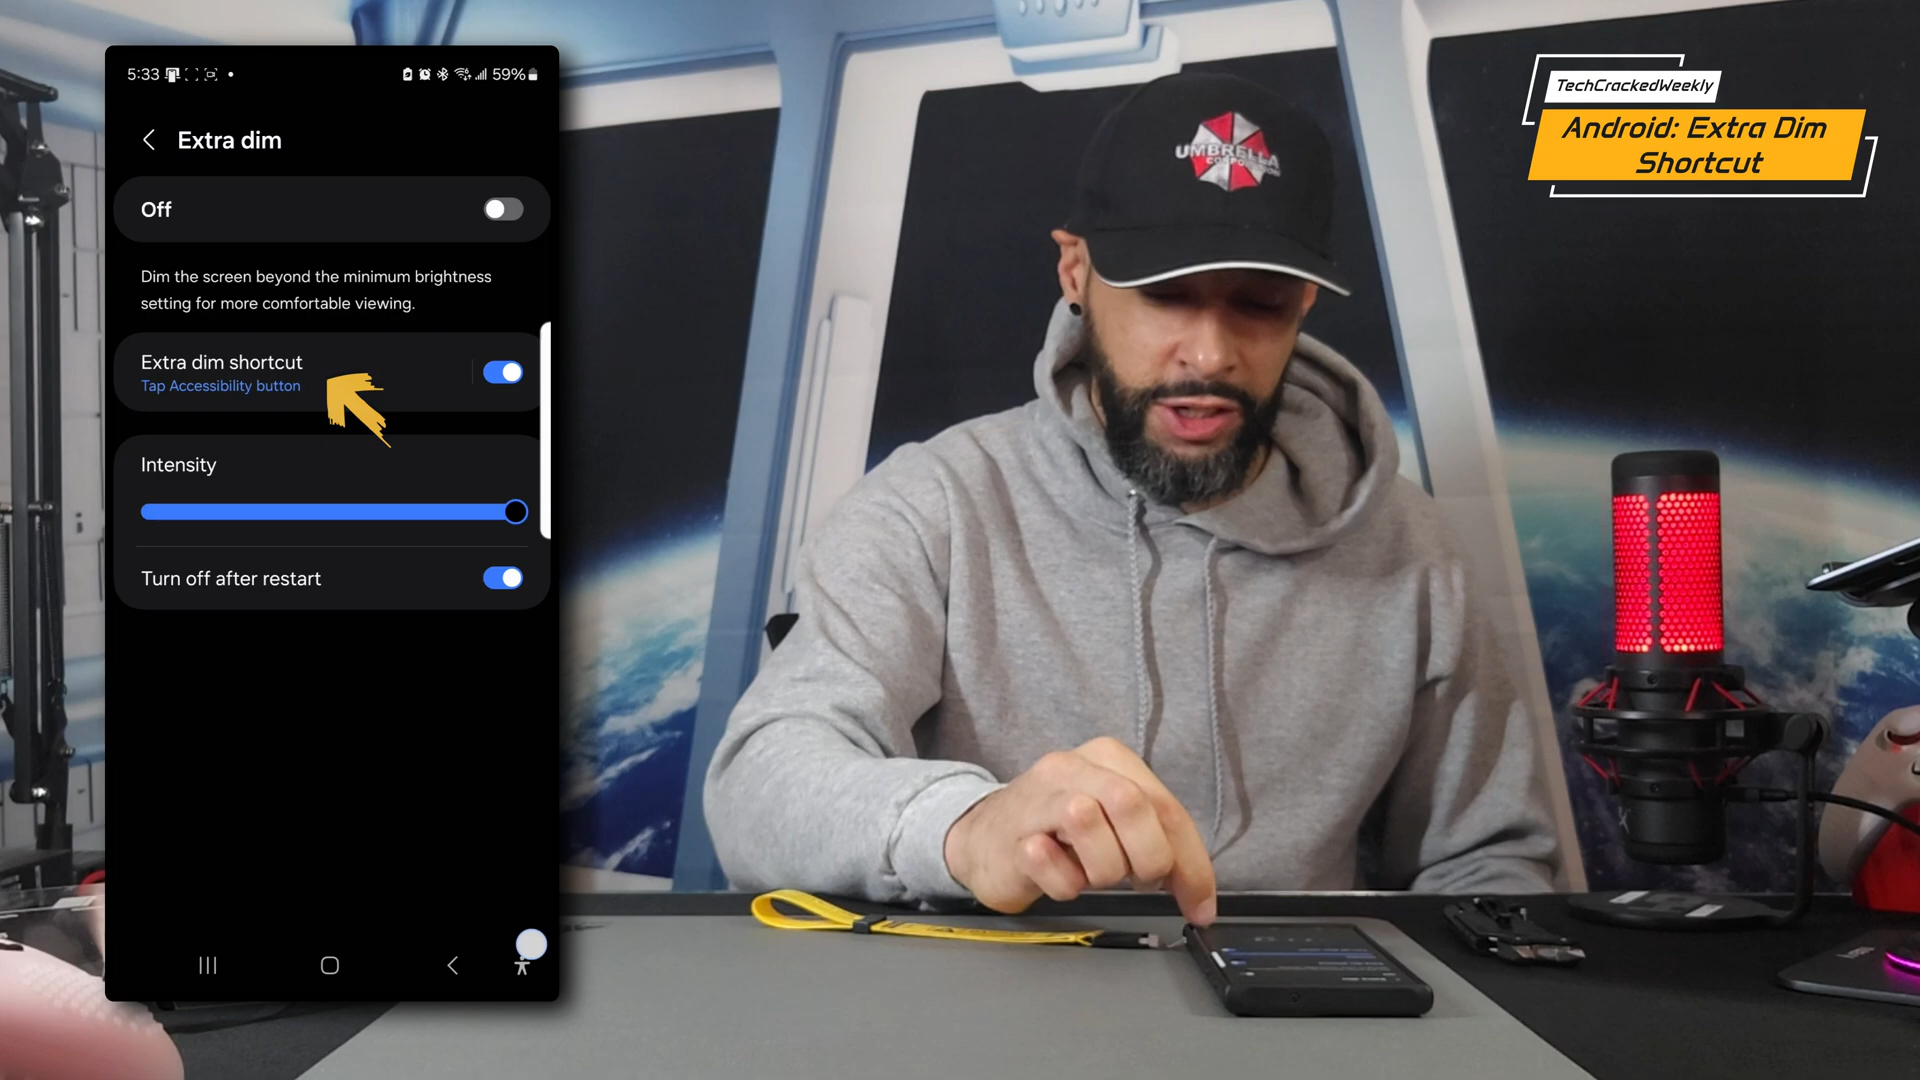 5:33
59%
Extra dim
Off
Dim the screen beyond the minimum brightness
setting for more comfortable viewing.
Extra dim shortcut
Tap Accessibility button
Intensity
Turn off after restart
UMBRELLA
TechCrackedWeekly
Android: Extra Dim
Shortcut